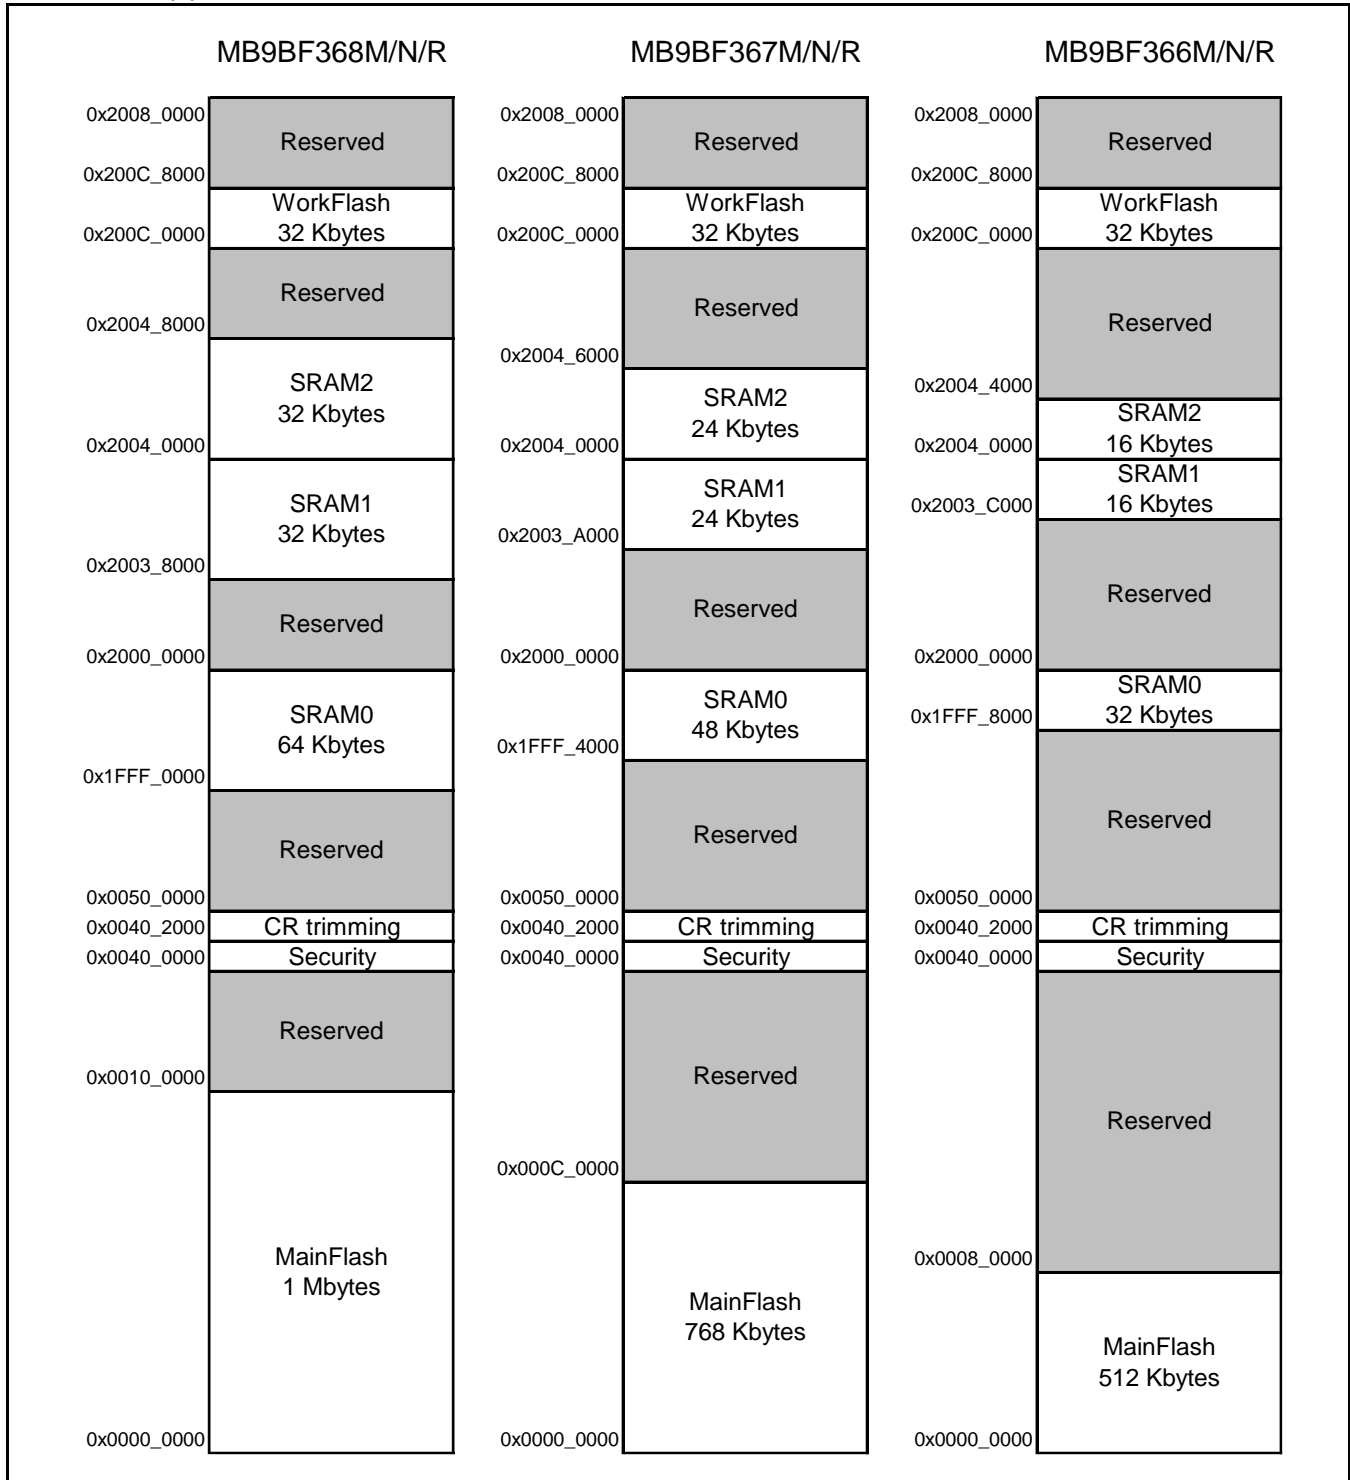 MB9BF368M/N/R
0x2008_0000
Reserved
0x200C_8000
WorkFlash
32 Kbytes
0x200C_0000
Reserved
0x2004_8000
SRAM2
32 Kbytes
0x2004_0000
SRAM1
32 Kbytes
0x2003_8000
Reserved
0x2000_0000
SRAM0
64 Kbytes
0x1FFF_0000
Reserved
0x0050_0000
CR trimming
0x0040_2000
Security
0x0040_0000
Reserved
0x0010_0000
MainFlash
1 Mbytes
0x0000_0000
MB9BF367M/N/R
0x2008_0000
Reserved
0x200C_8000
WorkFlash
32 Kbytes
0x200C_0000
Reserved
0x2004_6000
SRAM2
24 Kbytes
0x2004_0000
SRAM1
24 Kbytes
0x2003_A000
Reserved
0x2000_0000
SRAM0
48 Kbytes
0x1FFF_4000
Reserved
0x0050_0000
CR trimming
0x0040_2000
Security
0x0040_0000
Reserved
0x000C_0000
MainFlash
768 Kbytes
0x0000_0000
MB9BF366M/N/R
0x2008_0000
Reserved
0x200C_8000
WorkFlash
32 Kbytes
0x200C_0000
Reserved
0x2004_4000
SRAM2
16 Kbytes
0x2004_0000
SRAM1
16 Kbytes
0x2003_C000
Reserved
0x2000_0000
SRAM0
32 Kbytes
0x1FFF_8000
Reserved
0x0050_0000
CR trimming
0x0040_2000
Security
0x0040_0000
Reserved
0x0008_0000
MainFlash
512 Kbytes
0x0000_0000